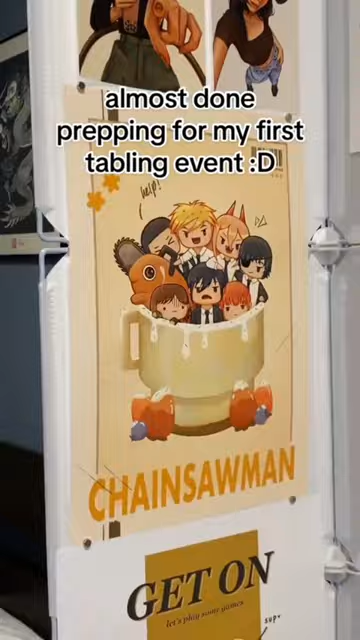 almost done
prepping for my first
tabling event :D
help!
CHAINSAWMAN
GET ON
let's play some games